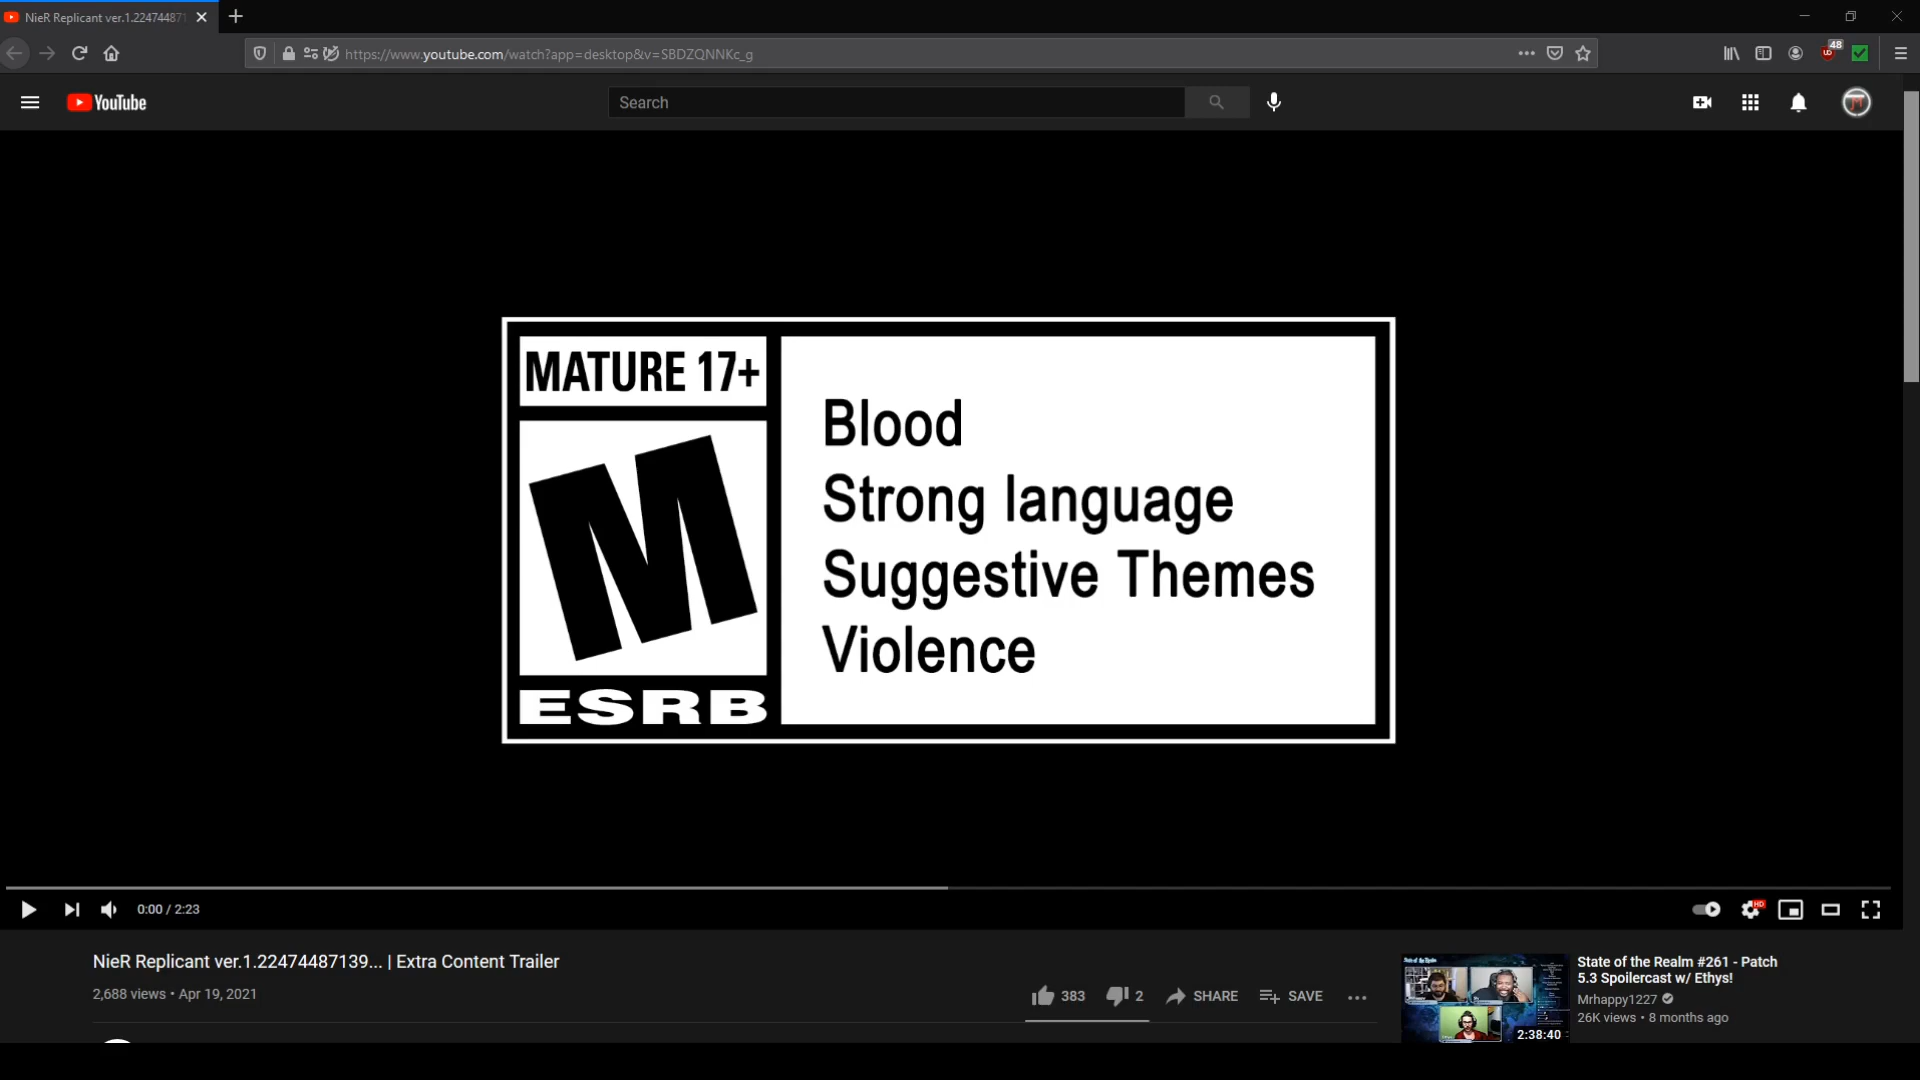 NieR Replicant ver.1.224744871
https://www.youtube.com/watch?app=desktop&v=SBDZQNNKc_g
48
YouTube
Search
MATURE 17+
M
ESRB
Blood
Strong language
Suggestive Themes
Violence
0:00 / 2:23
HD
NieR Replicant ver.1.22474487139... | Extra Content Trailer
2,688 views • Apr 19, 2021
383
2
SHARE
SAVE
State of the Realm #261 - Patch
5.3 Spoilercast w/ Ethys!
Mrhappy1227
26K views • 8 months ago
2:38:40